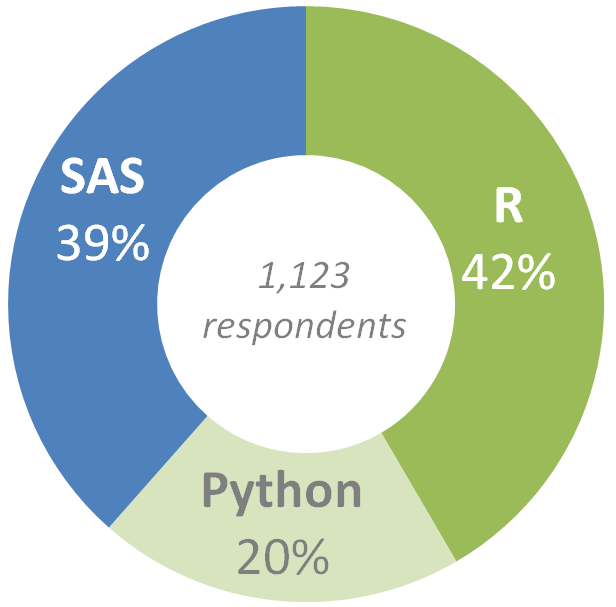 SAS
39%
R
42%
1,123
respondents
Python
20%